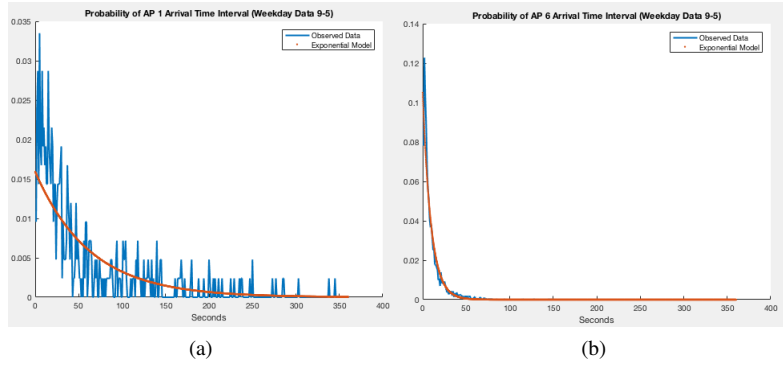 Probability of AP 1 Arrival Time Interval (Weekday Data 9-5)
0.035
0.03
0.025
0.02
0.015
0.01
0.005
0
0 50 100 150 200 250 300 350 400
Seconds
Observed Data
Exponential Model
(a)
Probability of AP 6 Arrival Time Interval (Weekday Data 9-5)
0.14
0.12
0.1
0.08
0.06
0.04
0.02
0
0 50 100 150 200 250 300 350 400
Seconds
Observed Data
Exponential Model
(b)